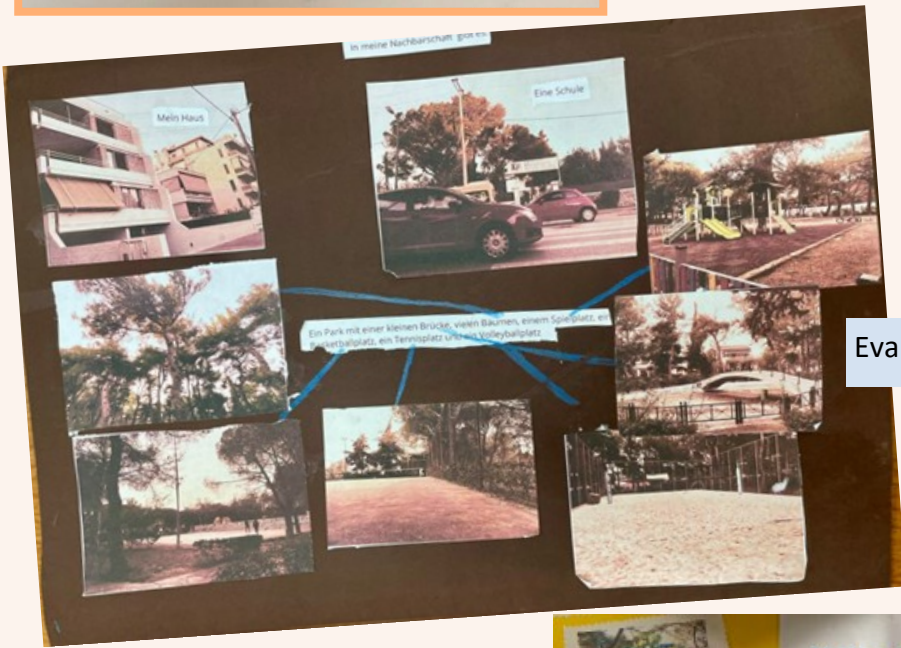 in meine Nachbarschaft gibt es:
Mein Haus
Eine Schule
Ein Park mit einer kleinen Brücke, vielen Bäumen, einem Spielplatz, ein
Basketballplatz, ein Tennisplatz und ein Volleyballplatz
Eva